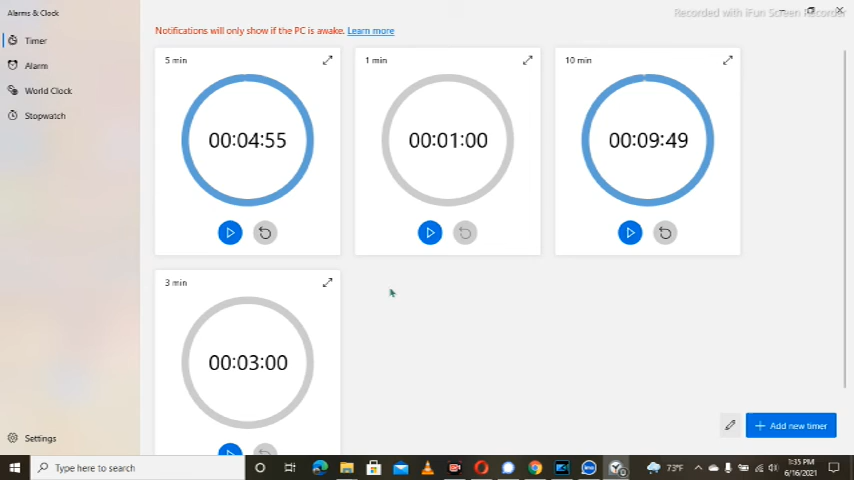 Alarms & Clock
Recorded with iFun Screen Recorder
Timer
Alarm
World Clock
Stopwatch
Settings
Notifications will only show if the PC is awake. Learn more
5 min
00:04:55
1 min
00:01:00
10 min
00:09:49
3 min
00:03:00
Add new timer
Type here to search
73°F
1:35 PM
6/16/2021